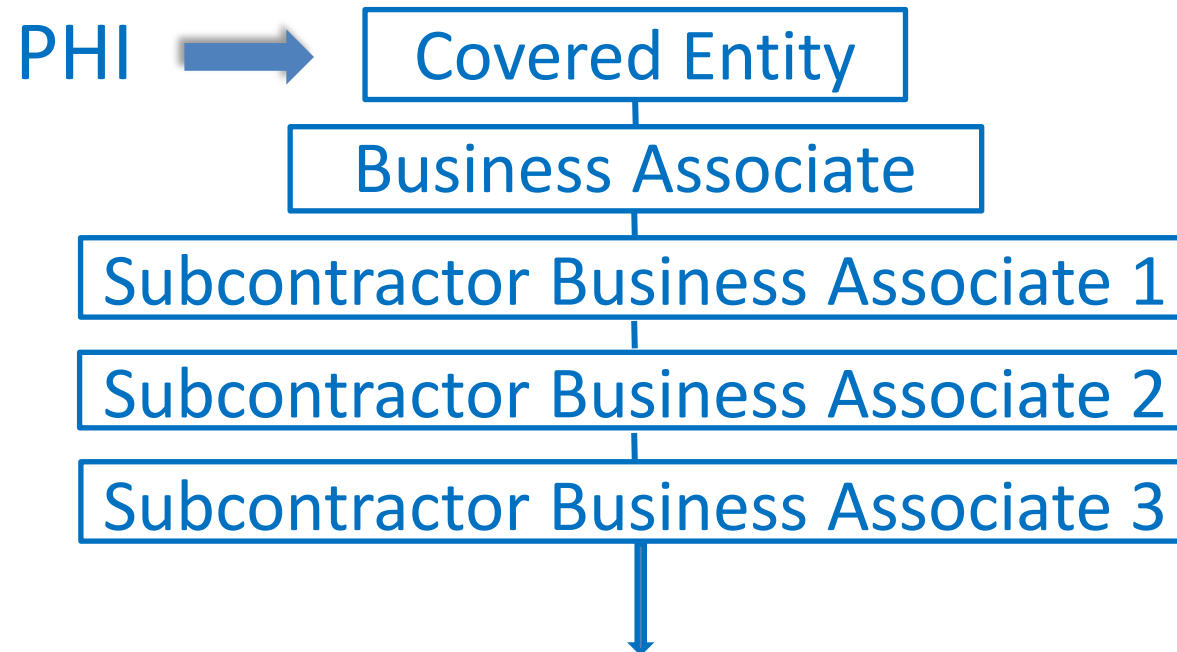 PHI
Covered Entity
Business Associate
Subcontractor Business Associate 1
Subcontractor Business Associate 2
Subcontractor Business Associate 3